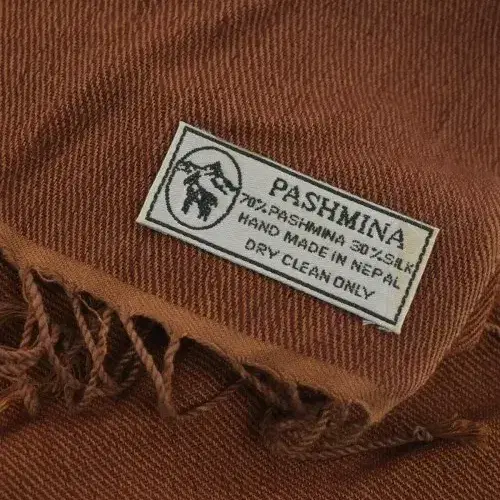 PASHMINA
70% PASHMINA 30% SILK
HAND MADE IN NEPAL
DRY CLEAN ONLY